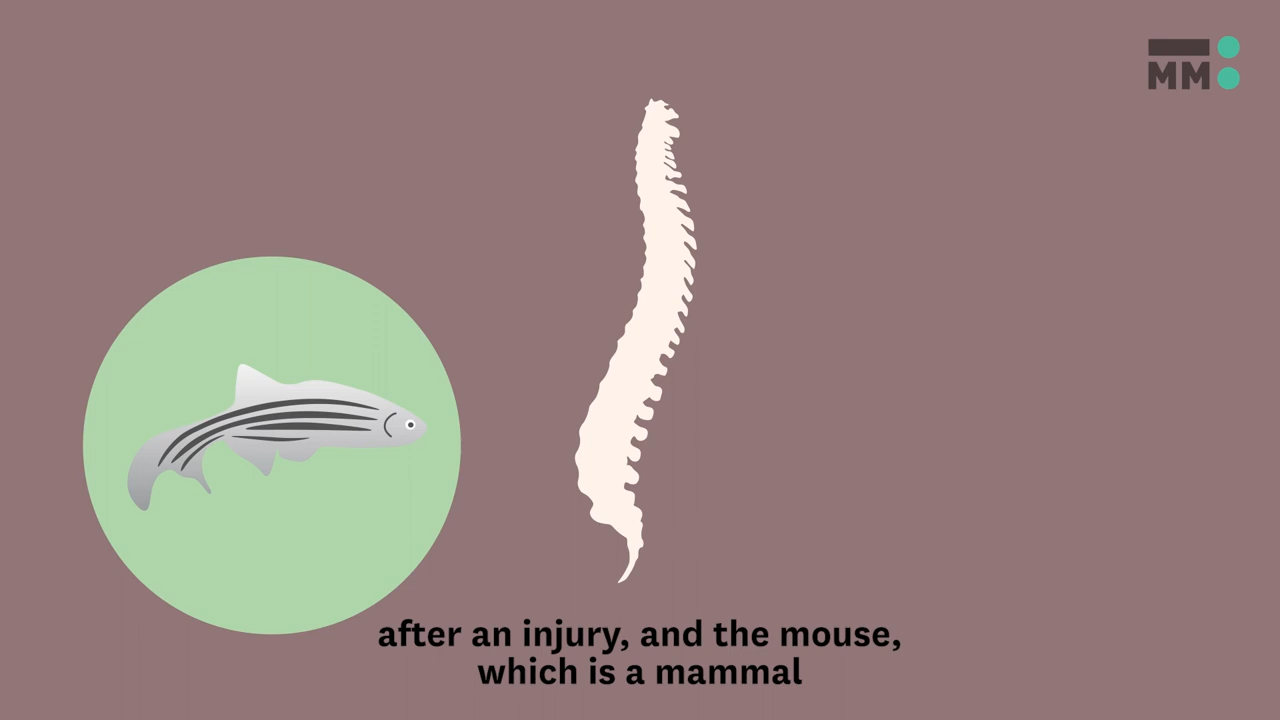 MM:
after an injury, and the mouse,
which is a mammal